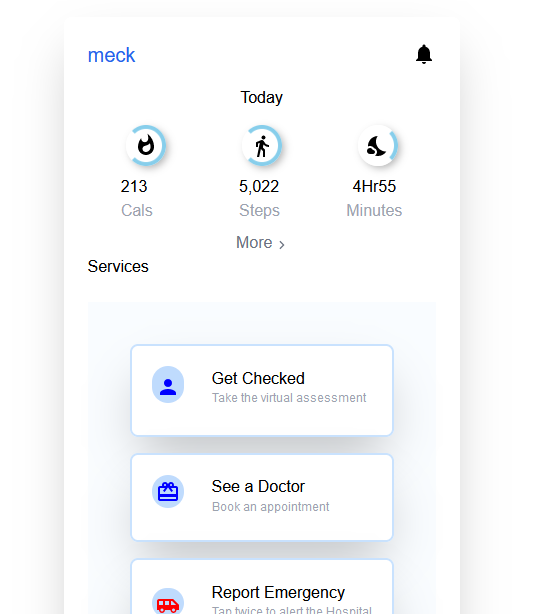 meck
Today
213
5,022
4Hr55
Cals
Steps
Minutes
More
Services
Get Checked
Take the virtual assessment
See a Doctor
Book an appointment
Report Emergency
Tap twice to alert the Hospital